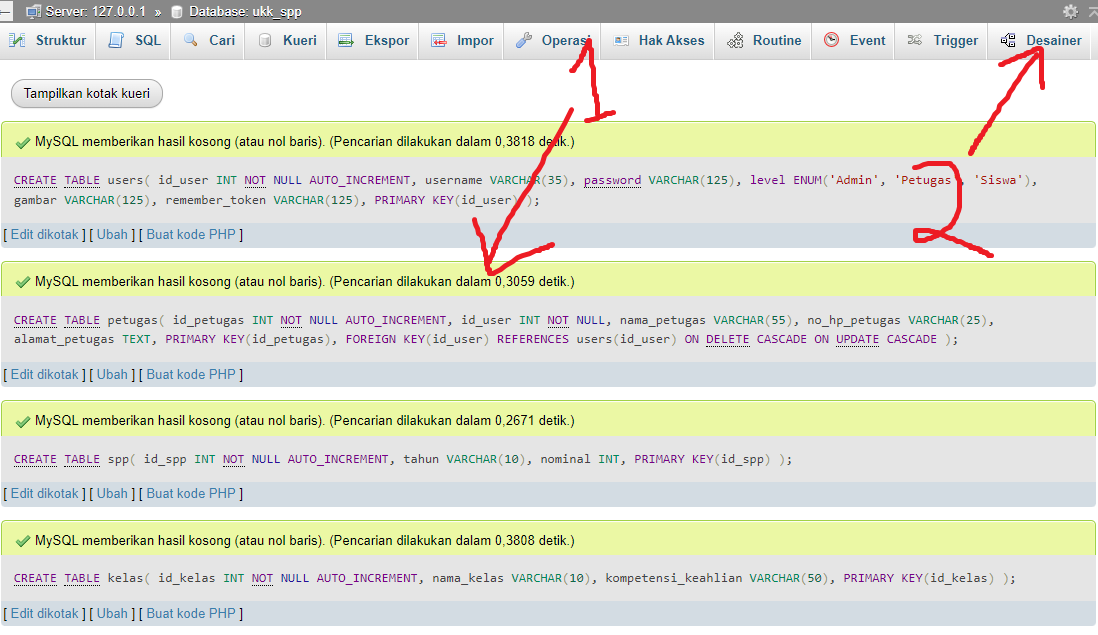 Server: 127.0.0.1 » Database: ukk_spp
Struktur SQL Cari Kueri Ekspor Impor Operasi Hak Akses Routine Event Trigger Desainer
Tampilkan kotak kueri
1
MySQL memberikan hasil kosong (atau nol baris). (Pencarian dilakukan dalam 0,3818 detik.)
CREATE TABLE users( id_user INT NOT NULL AUTO_INCREMENT, username VARCHAR(35), password VARCHAR(125), level ENUM('Admin', 'Petugas', 'Siswa'),
gambar VARCHAR(125), remember_token VARCHAR(125), PRIMARY KEY(id_user) );
2
[ Edit dikotak ] [ Ubah ] [ Buat kode PHP ]
MySQL memberikan hasil kosong (atau nol baris). (Pencarian dilakukan dalam 0,3059 detik.)
CREATE TABLE petugas( id_petugas INT NOT NULL AUTO_INCREMENT, id_user INT NOT NULL, nama_petugas VARCHAR(55), no_hp_petugas VARCHAR(25),
alamat_petugas TEXT, PRIMARY KEY(id_petugas), FOREIGN KEY(id_user) REFERENCES users(id_user) ON DELETE CASCADE ON UPDATE CASCADE );
[ Edit dikotak ] [ Ubah ] [ Buat kode PHP ]
MySQL memberikan hasil kosong (atau nol baris). (Pencarian dilakukan dalam 0,2671 detik.)
CREATE TABLE spp( id_spp INT NOT NULL AUTO_INCREMENT, tahun VARCHAR(10), nominal INT, PRIMARY KEY(id_spp) );
[ Edit dikotak ] [ Ubah ] [ Buat kode PHP ]
MySQL memberikan hasil kosong (atau nol baris). (Pencarian dilakukan dalam 0,3808 detik.)
CREATE TABLE kelas( id_kelas INT NOT NULL AUTO_INCREMENT, nama_kelas VARCHAR(10), kompetensi_keahlian VARCHAR(50), PRIMARY KEY(id_kelas) );
[ Edit dikotak ] [ Ubah ] [ Buat kode PHP ]